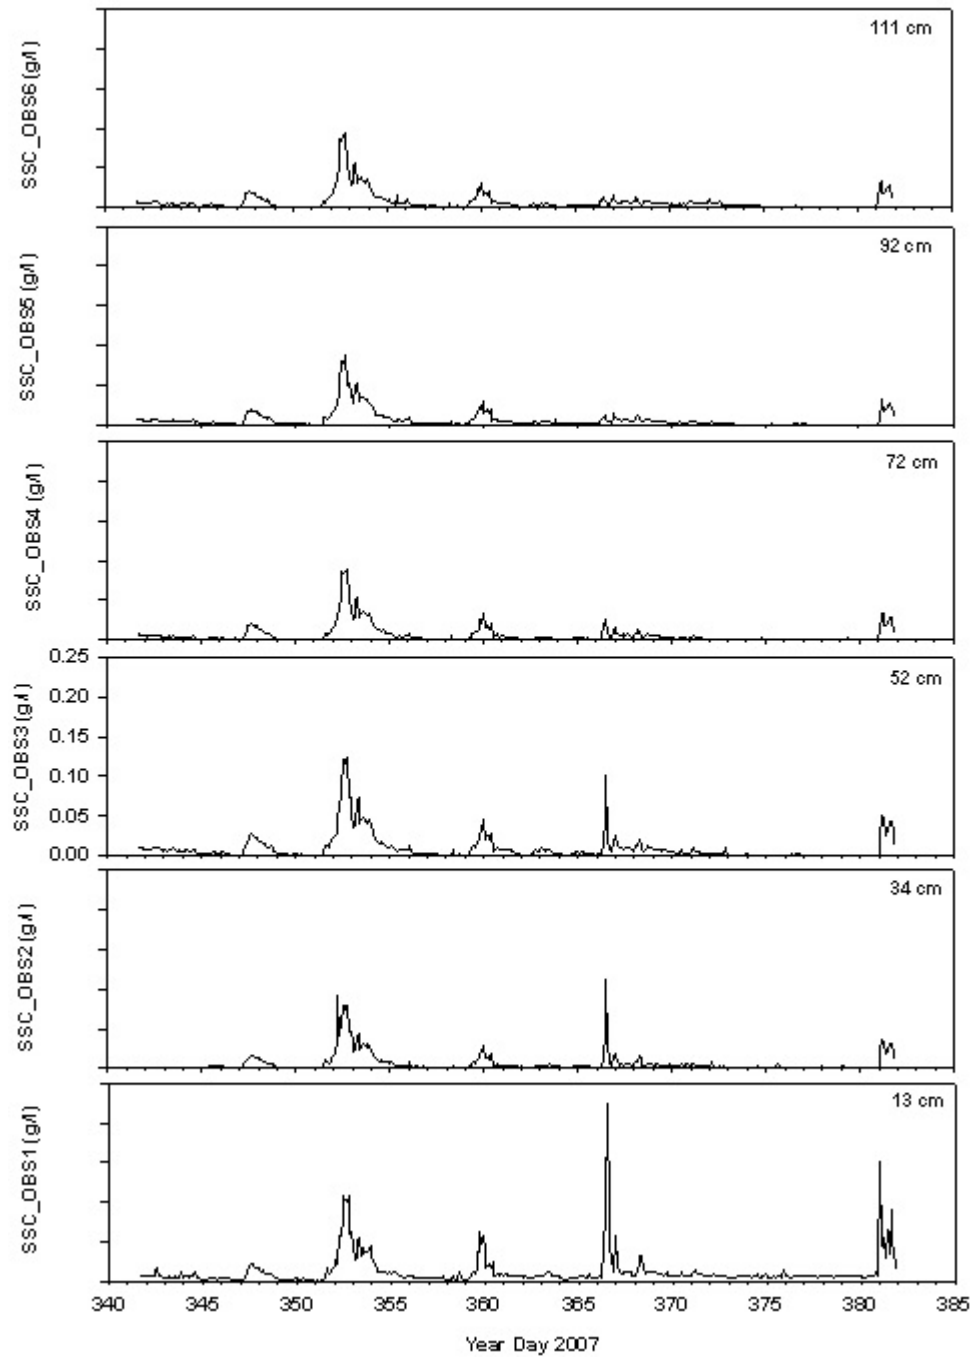 111 cm
SSC_OBS6 (g/l)
92 cm
SSC_OBS5 (g/l)
72 cm
SSC_OBS4 (g/l)
0.25
52 cm
0.20
0.15
SSC_OBS3 (g/l)
0.10
0.05
0.00
34 cm
SSC_OBS2 (g/l)
13 cm
SSC_OBS1 (g/l)
340 345 350 355 360 365 370 375 380 385
Year Day 2007